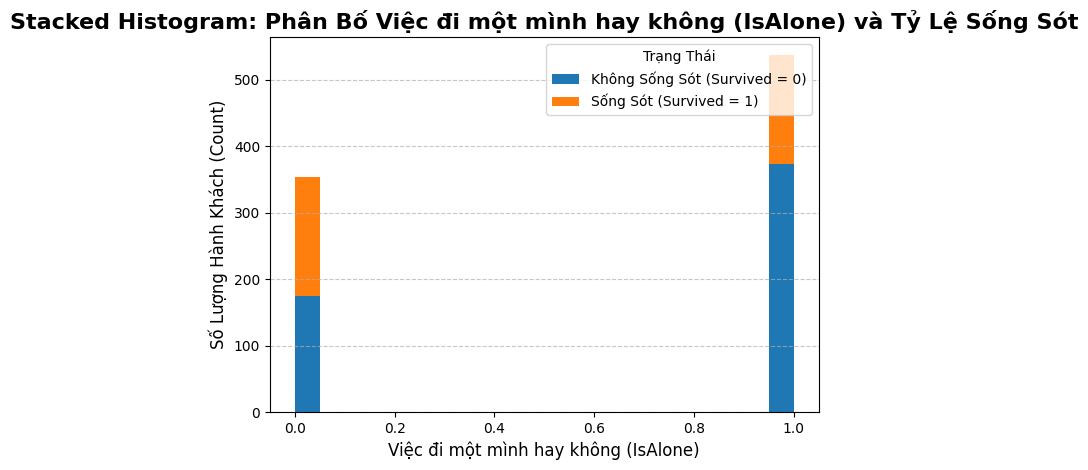 Stacked Histogram: Phân Bố Việc đi một mình hay không (IsAlone) và Tỷ Lệ Sống Sót
Trạng Thái
Không Sống Sót (Survived = 0)
Sống Sót (Survived = 1)
Số Lượng Hành Khách (Count)
500
400
300
200
100
0
0.0 0.2 0.4 0.6 0.8 1.0
Việc đi một mình hay không (IsAlone)